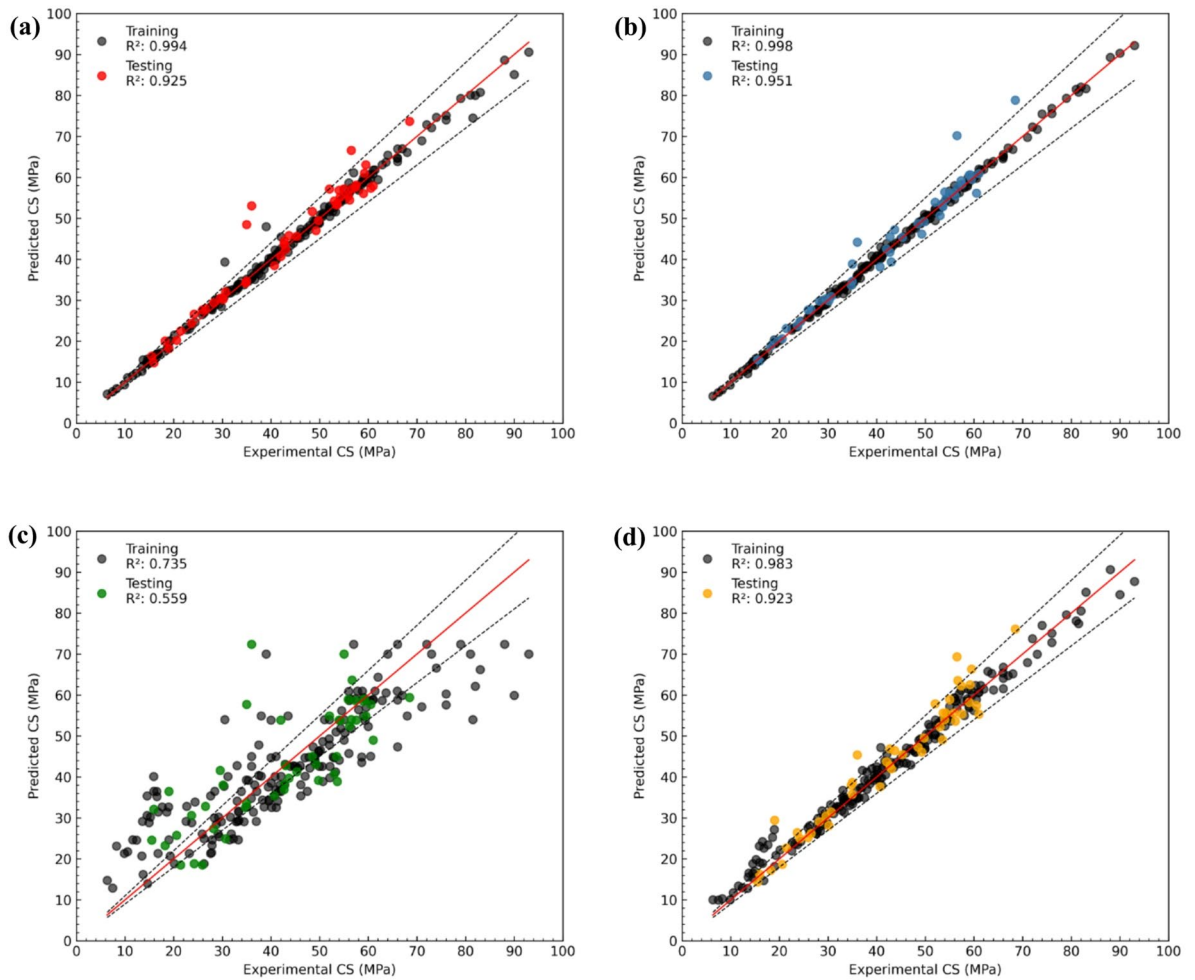 (a)
Training
R²: 0.994
Testing
R²: 0.925
100
90
80
70
60
50
40
30
20
10
0
Predicted CS (MPa)
0 10 20 30 40 50 60 70 80 90 100
Experimental CS (MPa)
(b)
Training
R²: 0.998
Testing
R²: 0.951
100
90
80
70
60
50
40
30
20
10
0
Predicted CS (MPa)
0 10 20 30 40 50 60 70 80 90 100
Experimental CS (MPa)
(c)
Training
R²: 0.735
Testing
R²: 0.559
100
90
80
70
60
50
40
30
20
10
0
Predicted CS (MPa)
0 10 20 30 40 50 60 70 80 90 100
Experimental CS (MPa)
(d)
Training
R²: 0.983
Testing
R²: 0.923
100
90
80
70
60
50
40
30
20
10
0
Predicted CS (MPa)
0 10 20 30 40 50 60 70 80 90 100
Experimental CS (MPa)